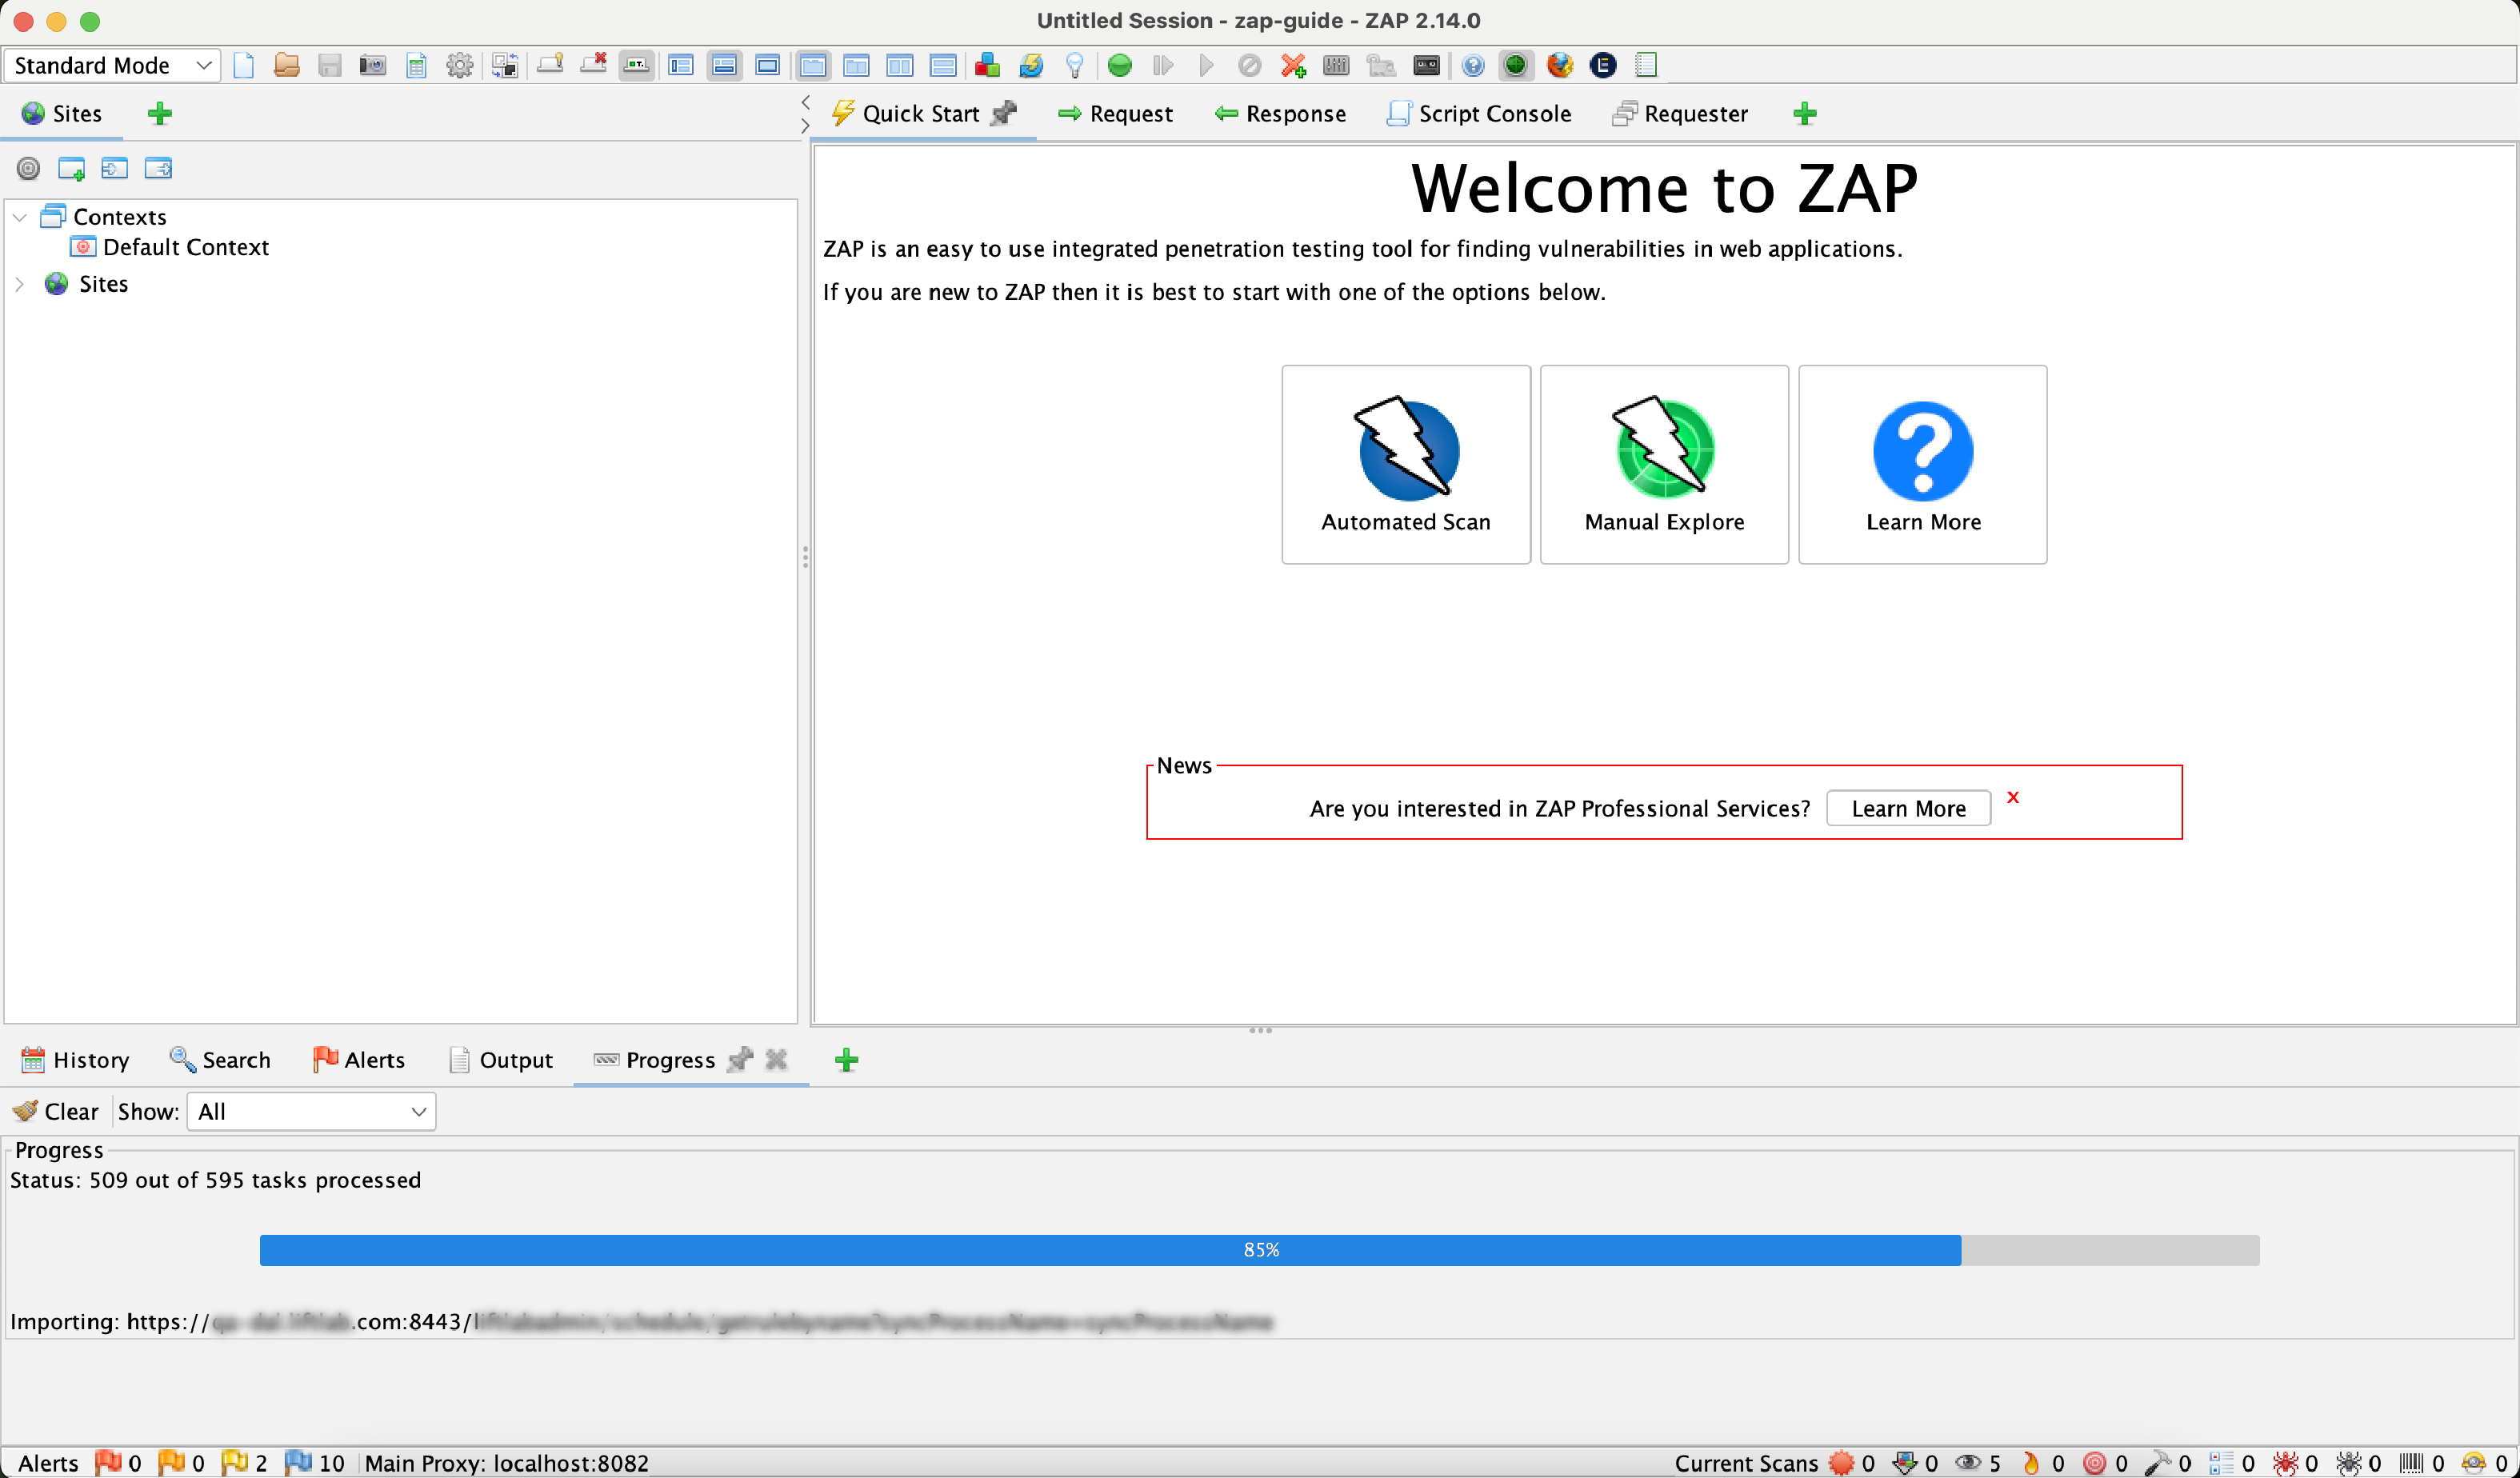 Untitled Session - zap-guide - ZAP 2.14.0
Standard Mode
Sites
Quick Start Request Response Script Console Requester
Contexts
Default Context
Sites
Welcome to ZAP
ZAP is an easy to use integrated penetration testing tool for finding vulnerabilities in web applications.
If you are new to ZAP then it is best to start with one of the options below.
Automated Scan Manual Explore Learn More
News
Are you interested in ZAP Professional Services? Learn More x
History Search Alerts Output Progress
Clear Show: All
Progress
Status: 509 out of 595 tasks processed
85%
Importing: https:// .com:8443/
Alerts 0 0 2 10 Main Proxy: localhost:8082 Current Scans 0 0 5 0 0 0 0 0 0 0 0